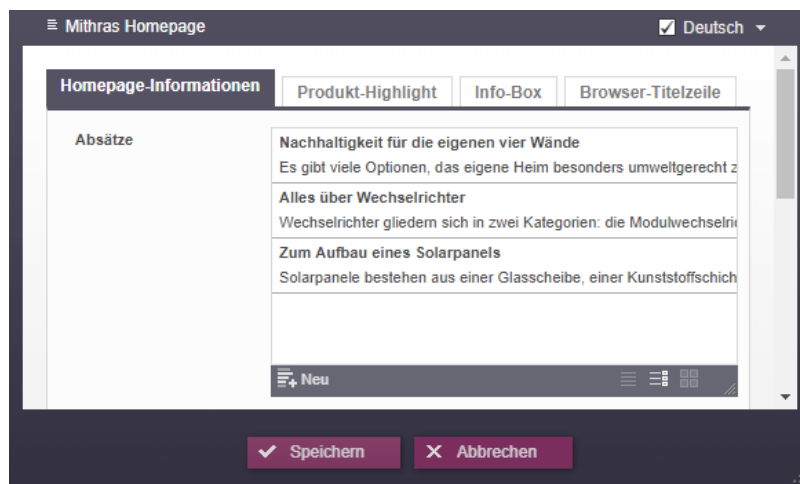 Mithras Homepage
Deutsch
Homepage-Informationen
Produkt-Highlight
Info-Box
Browser-Titelzeile
Absätze
Nachhaltigkeit für die eigenen vier Wände
Es gibt viele Optionen, das eigene Heim besonders umweltgerecht z
Alles über Wechselrichter
Wechselrichter gliedern sich in zwei Kategorien: die Modulwechselri
Zum Aufbau eines Solarpanels
Solarpanele bestehen aus einer Glasscheibe, einer Kunststoffschich
Neu
Speichern
Abbrechen